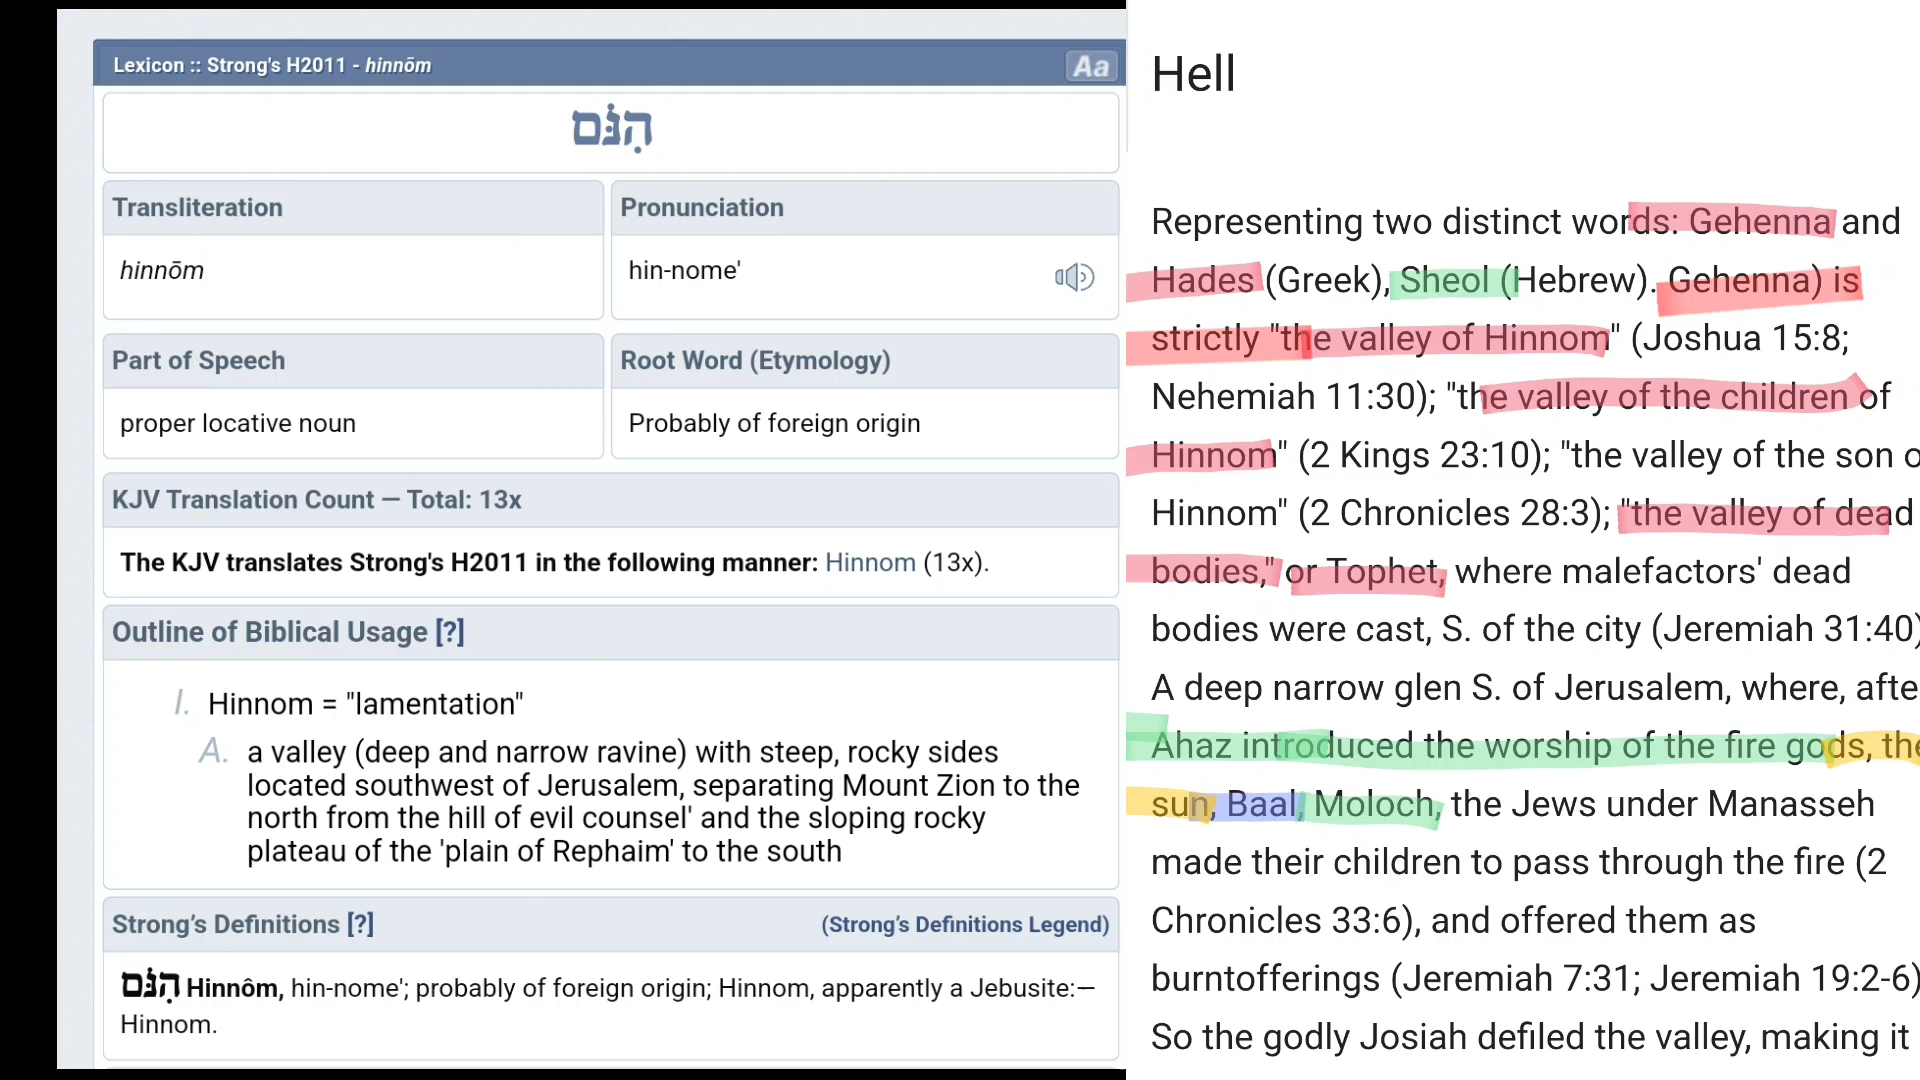 Lexicon :: Strong's H2011 - hinnōm
Aa
הִנֹּם
Transliteration
hinnōm
Pronunciation
hin-nome'
Part of Speech
proper locative noun
Root Word (Etymology)
Probably of foreign origin
KJV Translation Count — Total: 13x
The KJV translates Strong's H2011 in the following manner: Hinnom (13x).
Outline of Biblical Usage [?]
I. Hinnom = "lamentation"
A. a valley (deep and narrow ravine) with steep, rocky sides
located southwest of Jerusalem, separating Mount Zion to the
north from the hill of evil counsel' and the sloping rocky
plateau of the 'plain of Rephaim' to the south
Strong's Definitions [?]
(Strong's Definitions Legend)
הִנֹּם Hinnôm, hin-nome'; probably of foreign origin; Hinnom, apparently a Jebusite:—
Hinnom.
Hell
Representing two distinct words: Gehenna and
Hades (Greek), Sheol (Hebrew). Gehenna) is
strictly "the valley of Hinnom" (Joshua 15:8;
Nehemiah 11:30); "the valley of the children of
Hinnom" (2 Kings 23:10); "the valley of the son o
Hinnom" (2 Chronicles 28:3); "the valley of dead
bodies," or Tophet, where malefactors' dead
bodies were cast, S. of the city (Jeremiah 31:40)
A deep narrow glen S. of Jerusalem, where, afte
Ahaz introduced the worship of the fire gods, the
sun, Baal, Moloch, the Jews under Manasseh
made their children to pass through the fire (2
Chronicles 33:6), and offered them as
burntofferings (Jeremiah 7:31; Jeremiah 19:2-6)
So the godly Josiah defiled the valley, making it